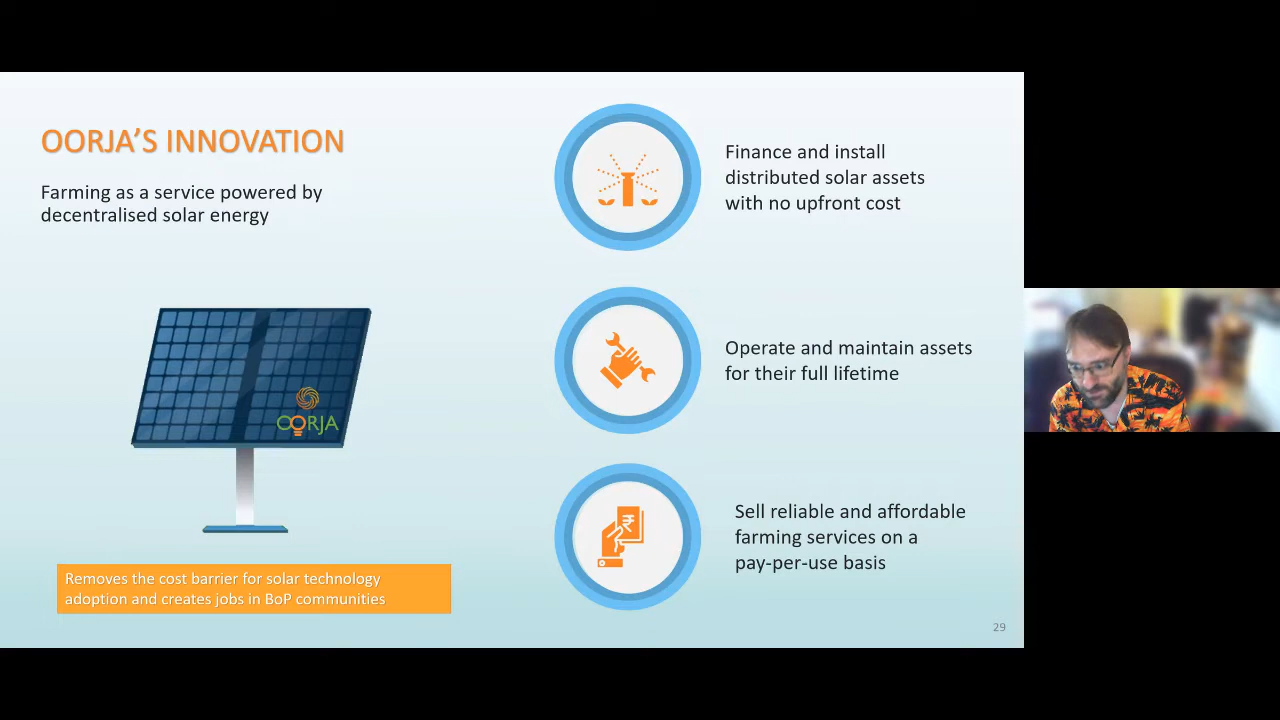 OORJA'S INNOVATION
Farming as a service powered by
decentralised solar energy
OORJA
Removes the cost barrier for solar technology
adoption and creates jobs in BoP communities
Finance and install
distributed solar assets
with no upfront cost
Operate and maintain assets
for their full lifetime
₹
Sell reliable and affordable
farming services on a
pay-per-use basis
29